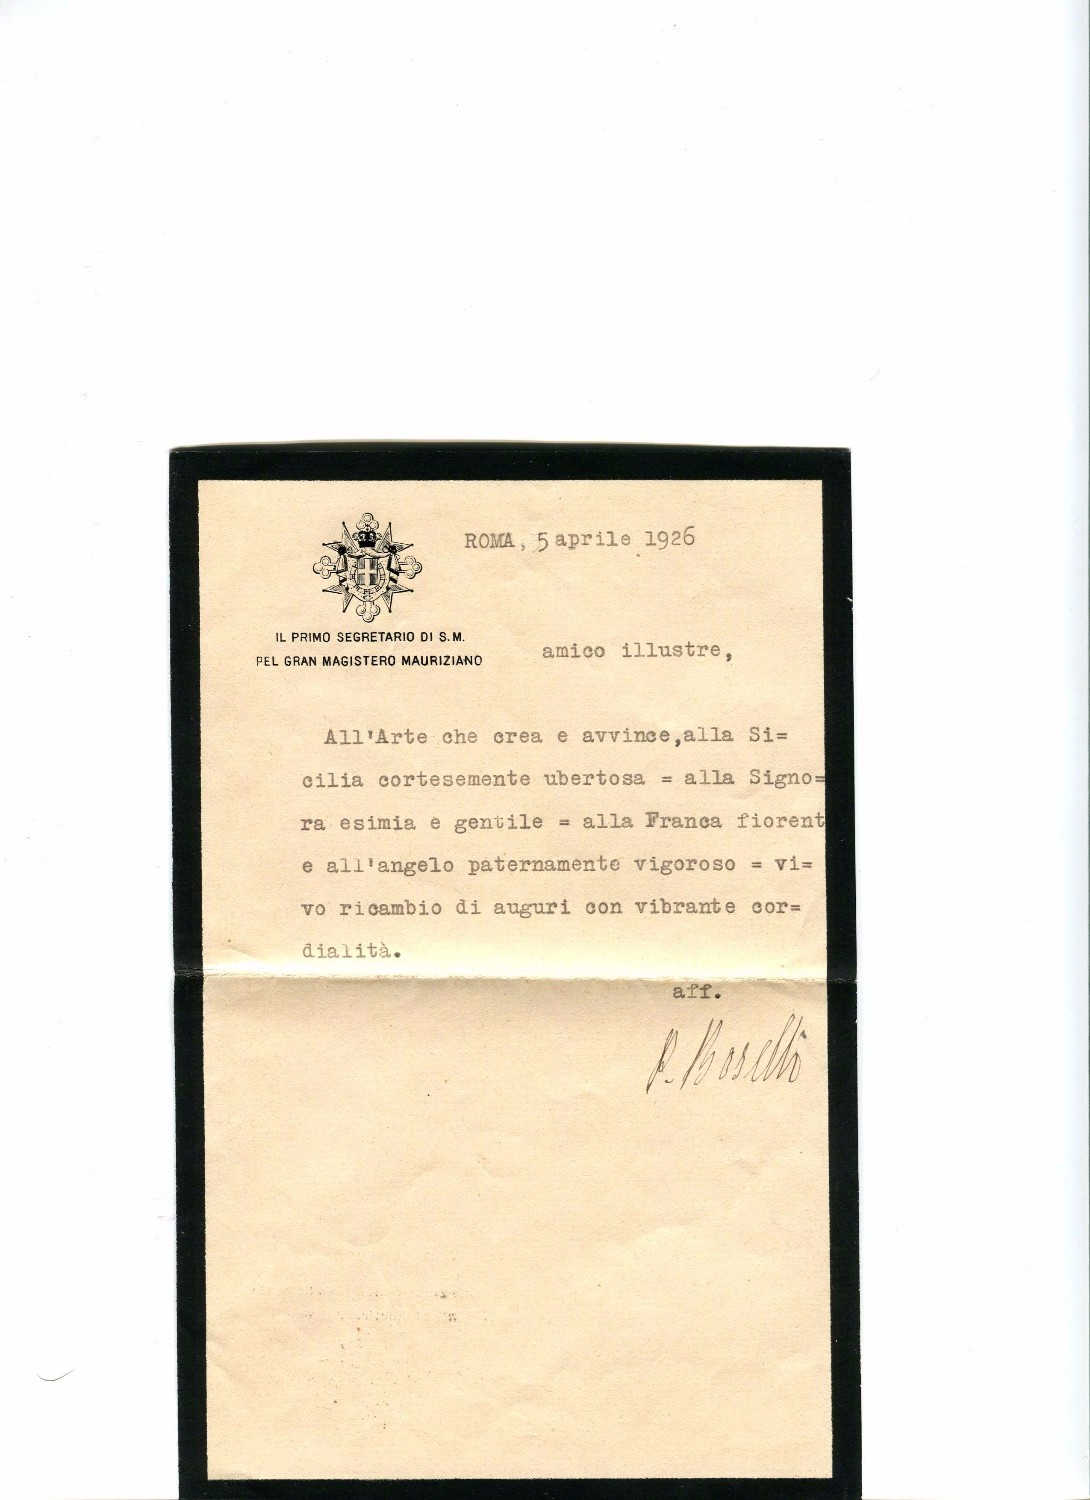 ROMA, 5 aprile 1926
IL PRIMO SEGRETARIO DI S.M.
PEL GRAN MAGISTERO MAURIZIANO
amico illustre,
All'Arte che crea e avvince,alla Si=
cilia cortesemente ubertosa = alla Signo=
ra esimia e gentile = alla Franca fiorent
e all'angelo paternamente vigoroso = vi=
vo ricambio di auguri con vibrante cor=
dialità.
aff.
P. Boselli